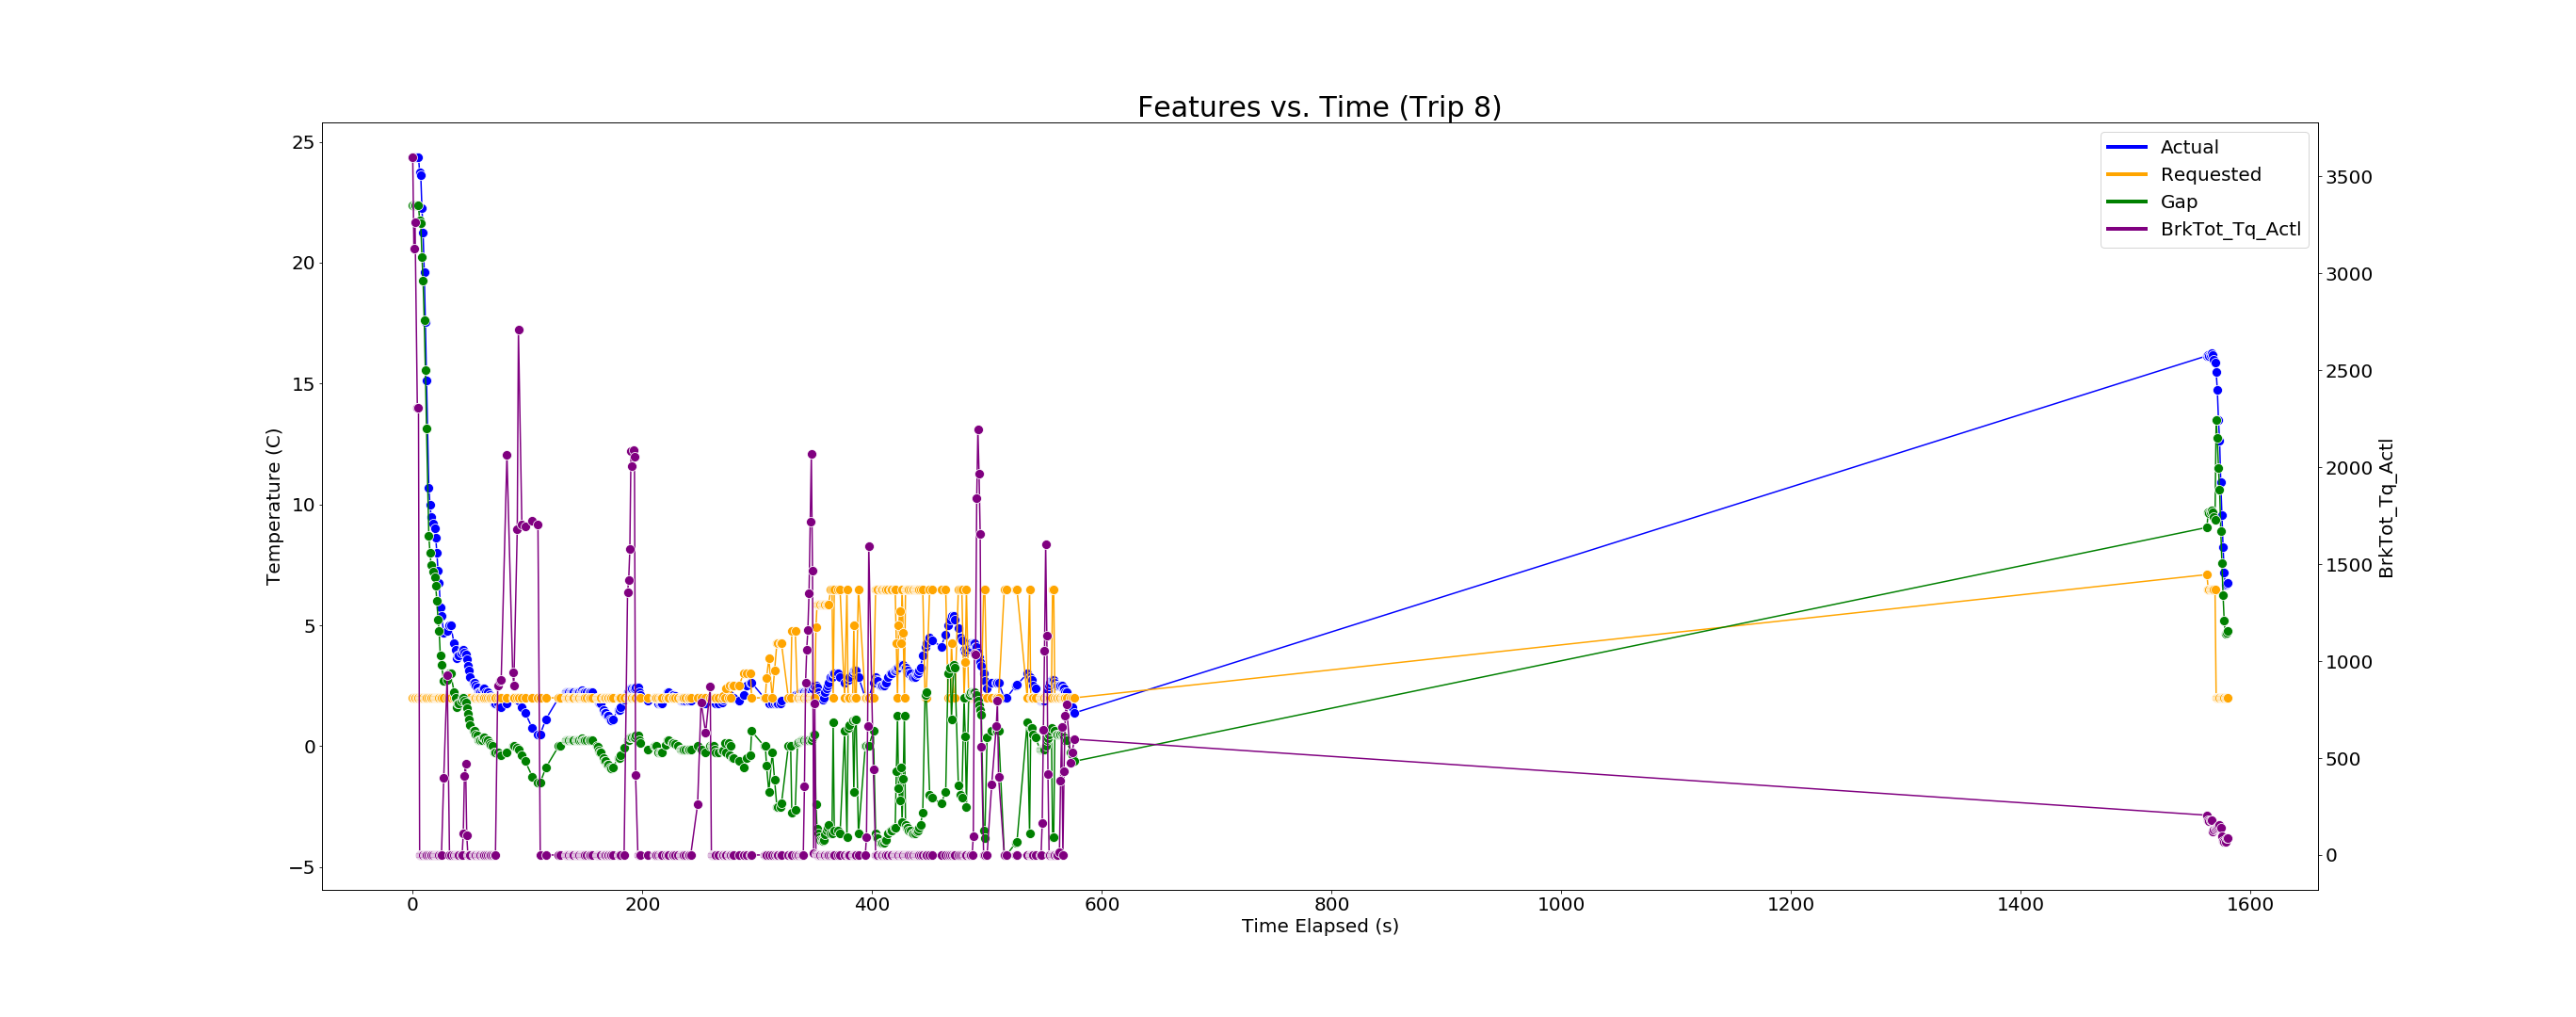 Features vs. Time (Trip 8)
Actual
Requested
Gap
BrkTot_Tq_Actl
25
20
15
10
5
0
−5
Temperature (C)
3500
3000
2500
2000
1500
1000
500
0
BrkTot_Tq_Actl
0 200 400 600 800 1000 1200 1400 1600
Time Elapsed (s)